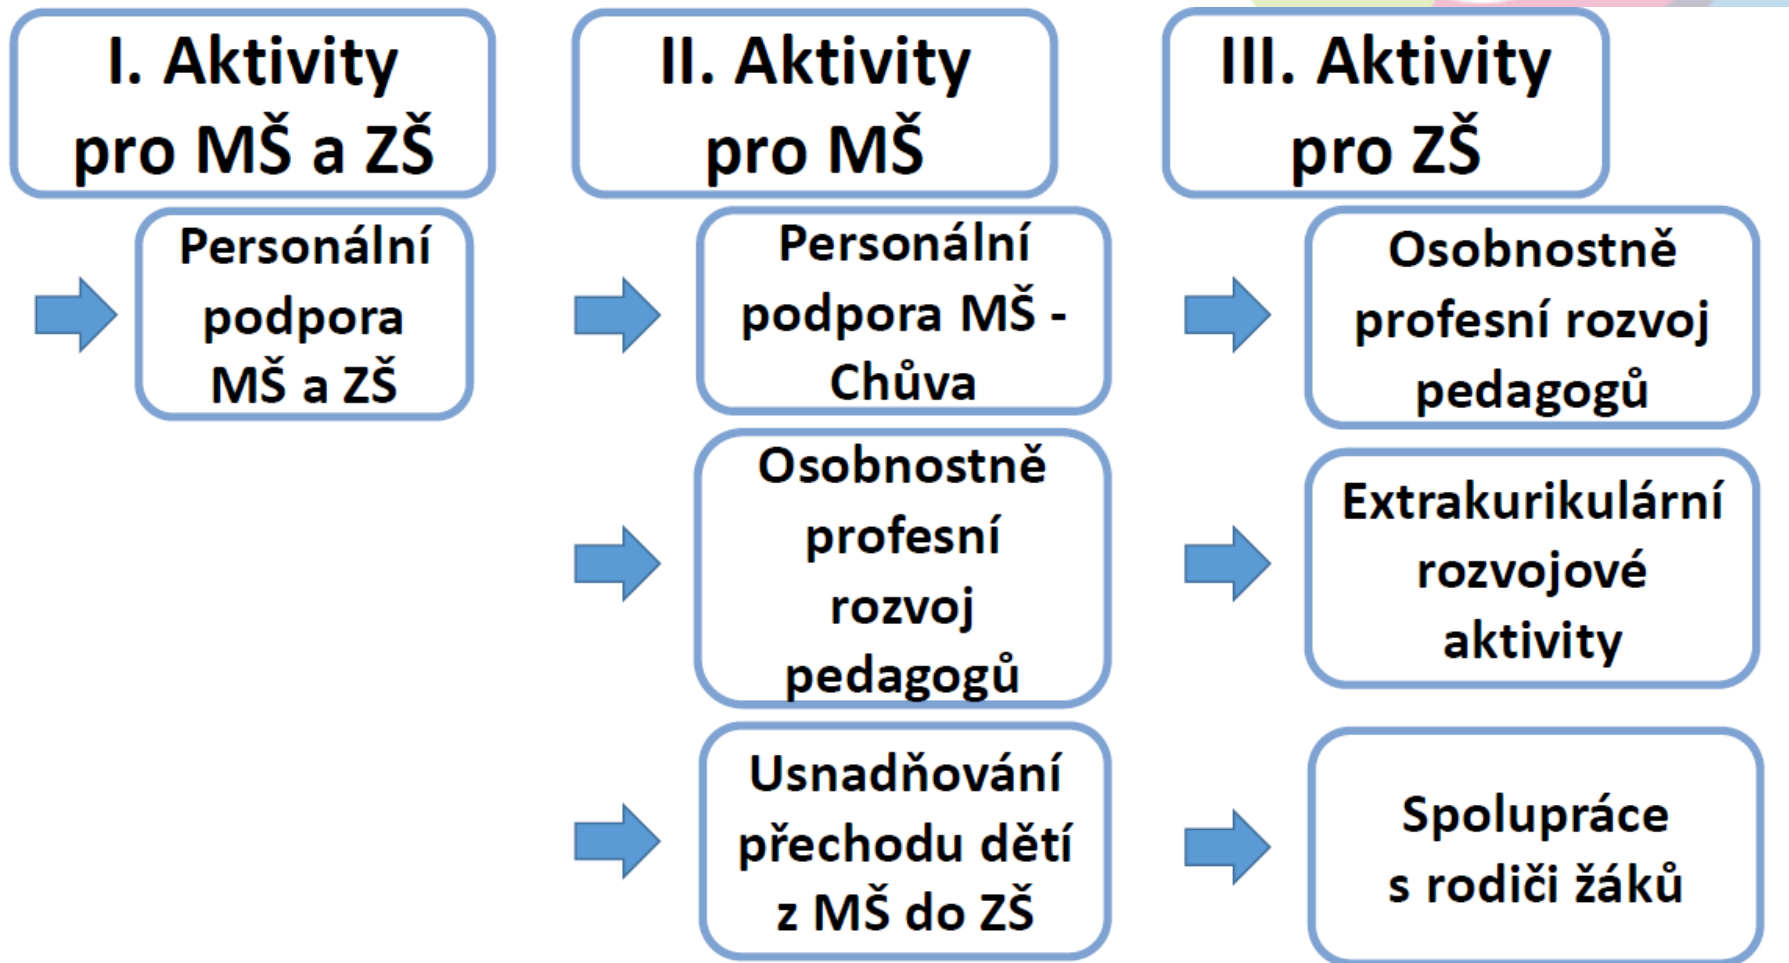 I. Aktivity
pro MŠ a ZŠ
Personální
podpora
MŠ a ZŠ
II. Aktivity
pro MŠ
Personální
podpora MŠ -
Chůva
Osobnostně
profesní
rozvoj
pedagogů
Usnadňování
přechodu dětí
z MŠ do ZŠ
III. Aktivity
pro ZŠ
Osobnostně
profesní rozvoj
pedagogů
Extrakurikulární
rozvojové
aktivity
Spolupráce
s rodiči žáků